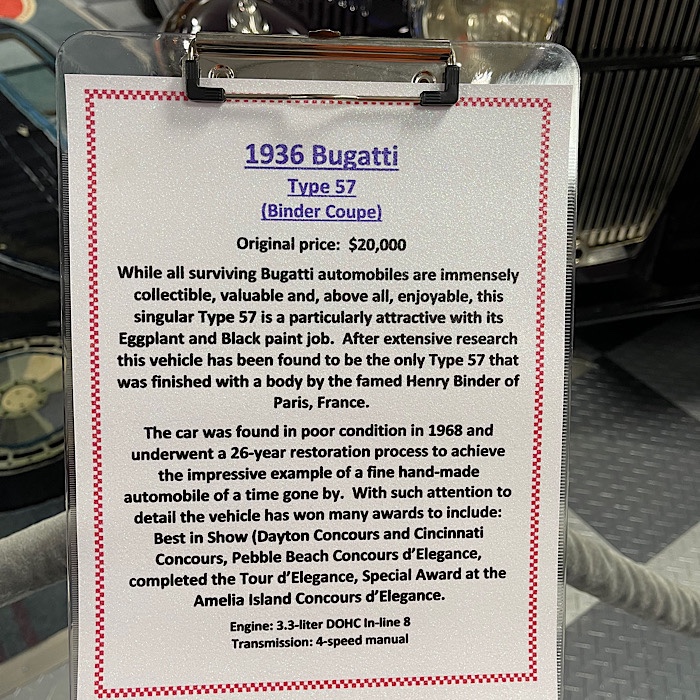 1936 Bugatti
Type 57
(Binder Coupe)
Original price: $20,000
While all surviving Bugatti automobiles are immensely
collectible, valuable and, above all, enjoyable, this
singular Type 57 is a particularly attractive with its
Eggplant and Black paint job. After extensive research
this vehicle has been found to be the only Type 57 that
was finished with a body by the famed Henry Binder of
Paris, France.
The car was found in poor condition in 1968 and
underwent a 26-year restoration process to achieve
the impressive example of a fine hand-made
automobile of a time gone by. With such attention to
detail the vehicle has won many awards to include:
Best in Show (Dayton Concours and Cincinnati
Concours, Pebble Beach Concours d'Elegance,
completed the Tour d'Elegance, Special Award at the
Amelia Island Concours d'Elegance.
Engine: 3.3-liter DOHC In-line 8
Transmission: 4-speed manual